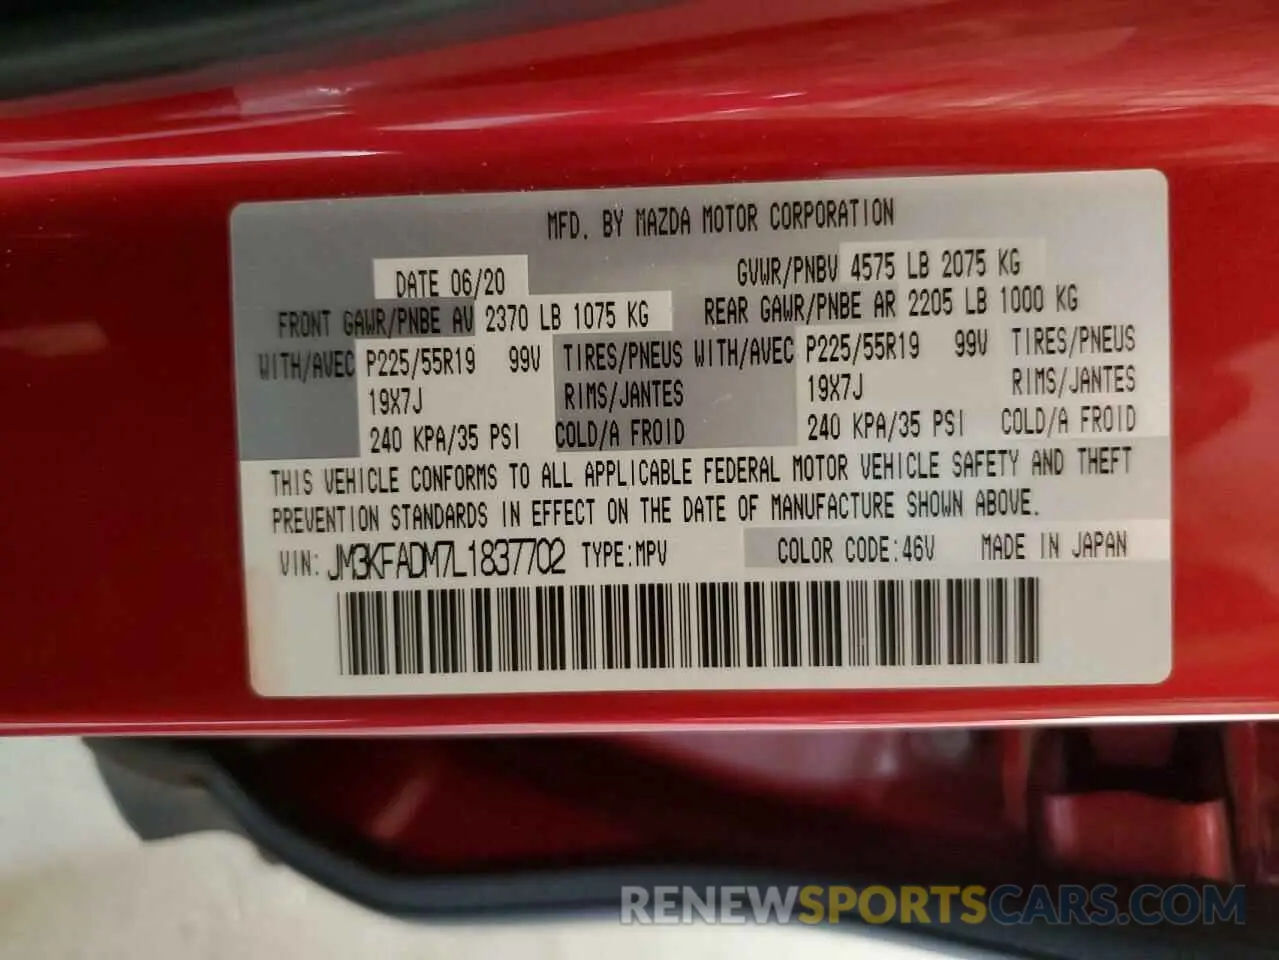 MFD. BY MAZDA MOTOR CORPORATION
DATE 06/20 GVWR/PNBV 4575 LB 2075 KG
FRONT GAWR/PNBE AV 2370 LB 1075 KG REAR GAWR/PNBE AR 2205 LB 1000 KG
WITH/AVEC P225/55R19 99V TIRES/PNEUS WITH/AVEC P225/55R19 99V TIRES/PNEUS
19X7J RIMS/JANTES 19X7J RIMS/JANTES
240 KPA/35 PSI COLD/A FROID 240 KPA/35 PSI COLD/A FROID
THIS VEHICLE CONFORMS TO ALL APPLICABLE FEDERAL MOTOR VEHICLE SAFETY AND THEFT
PREVENTION STANDARDS IN EFFECT ON THE DATE OF MANUFACTURE SHOWN ABOVE.
VIN: JM3KFADM7L1837702 TYPE:MPV COLOR CODE:46V MADE IN JAPAN
RENEWSPORTSCARS.COM